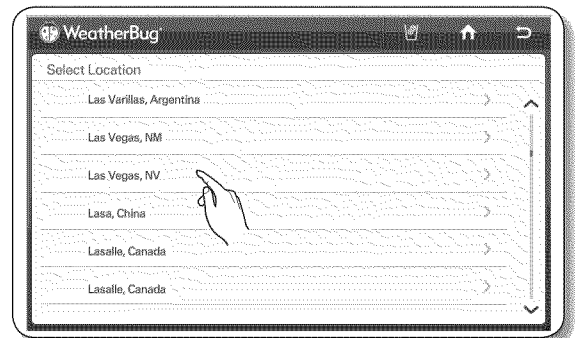 WeatherBug®
Select Location
Las Varillas, Argentina
Las Vegas, NM
Las Vegas, NV
Lasa, China
Lasalle, Canada
Lasalle, Canada